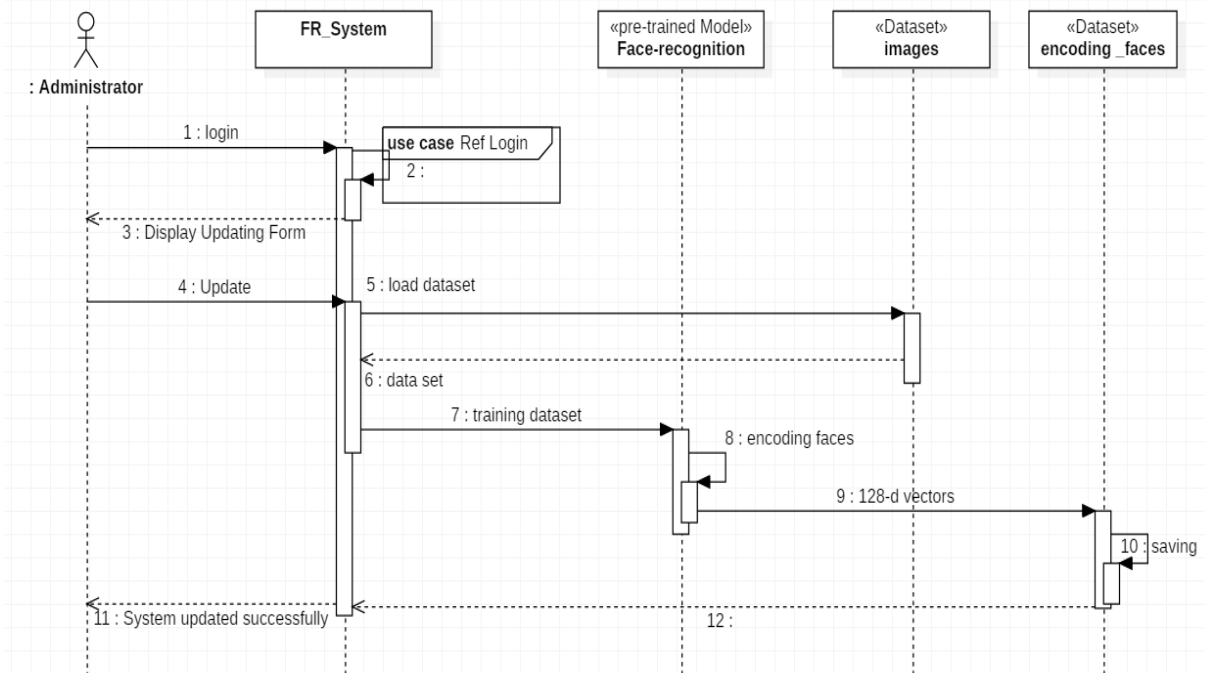 FR_System
«pre-trained Model»
Face-recognition
«Dataset»
images
«Dataset»
encoding _faces
: Administrator
1 : login
use case Ref Login
2 :
3 : Display Updating Form
4 : Update
5 : load dataset
6 : data set
7 : training dataset
8 : encoding faces
9 : 128-d vectors
10 : saving
11 : System updated successfully
12 :